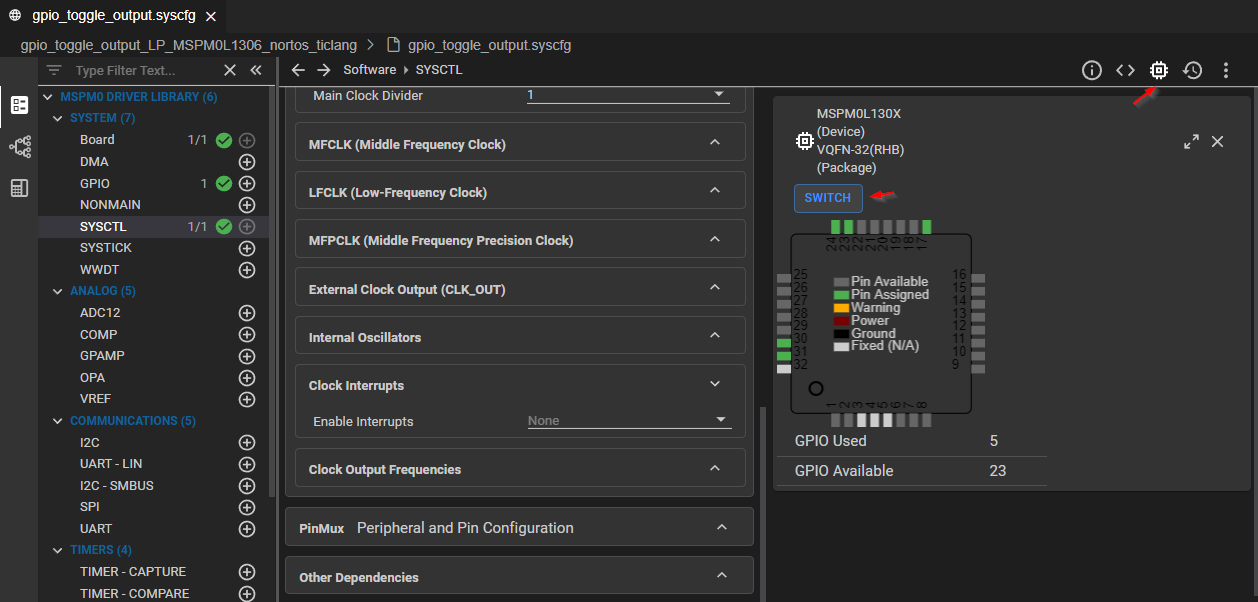 gpio_toggle_output.syscfg
gpio_toggle_output_LP_MSPM0L1306_nortos_ticlang > gpio_toggle_output.syscfg
Type Filter Text...
MSPM0 DRIVER LIBRARY (6)
SYSTEM (7)
Board 1/1
DMA
GPIO 1
NONMAIN
SYSCTL 1/1
SYSTICK
WWDT
ANALOG (5)
ADC12
COMP
GPAMP
OPA
VREF
COMMUNICATIONS (5)
I2C
UART - LIN
I2C - SMBUS
SPI
UART
TIMERS (4)
TIMER - CAPTURE
TIMER - COMPARE
Software SYSCTL
Main Clock Divider 1
MFCLK (Middle Frequency Clock)
LFCLK (Low-Frequency Clock)
MFPCLK (Middle Frequency Precision Clock)
External Clock Output (CLK_OUT)
Internal Oscillators
Clock Interrupts
Enable Interrupts None
Clock Output Frequencies
PinMux Peripheral and Pin Configuration
Other Dependencies
MSPM0L130X
(Device)
VQFN-32(RHB)
(Package)
SWITCH
24 23 22 21 20 19 18 17
25 16
26 15
27 14
28 13
29 12
30 11
31 10
32 9
Pin Available
Pin Assigned
Warning
Power
Ground
Fixed (N/A)
1 2 3 4 5 6 7 8
GPIO Used 5
GPIO Available 23